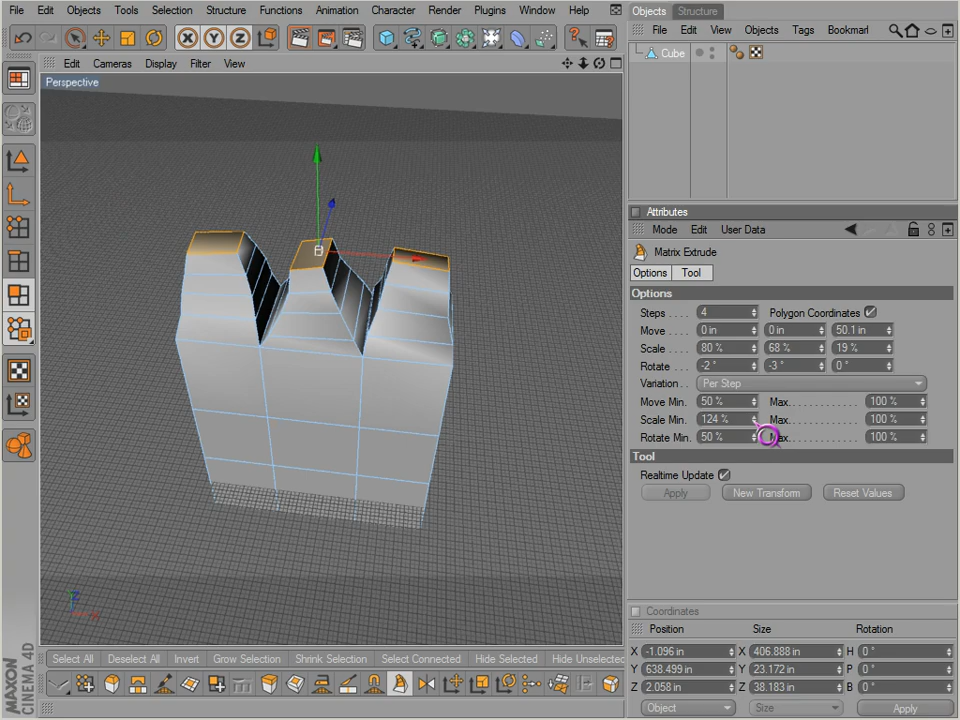 File Edit Objects Tools Selection Structure Functions Animation Character Render Plugins Window Help
Objects Structure
File Edit View Objects Tags Bookmark
Edit Cameras Display Filter View
Perspective
Cube
Attributes
Mode Edit User Data
Matrix Extrude
Options Tool
Options
Steps 4 Polygon Coordinates
Move 0 in 0 in 50.1 in
Scale 80 % 68 % 19 %
Rotate -2 ° -3 ° 0 °
Variation Per Step
Move Min. 50 % Max. 100 %
Scale Min. 124 % Max. 100 %
Rotate Min. 50 % Max. 100 %
Tool
Realtime Update
Apply New Transform Reset Values
Coordinates
Position Size Rotation
X -1.096 in X 406.888 in H 0 °
Y 638.499 in Y 23.172 in P 0 °
Z 2.058 in Z 38.183 in B 0 °
Object Size Apply
Select All Deselect All Invert Grow Selection Shrink Selection Select Connected Hide Selected Hide Unselected
MAXON
CINEMA 4D